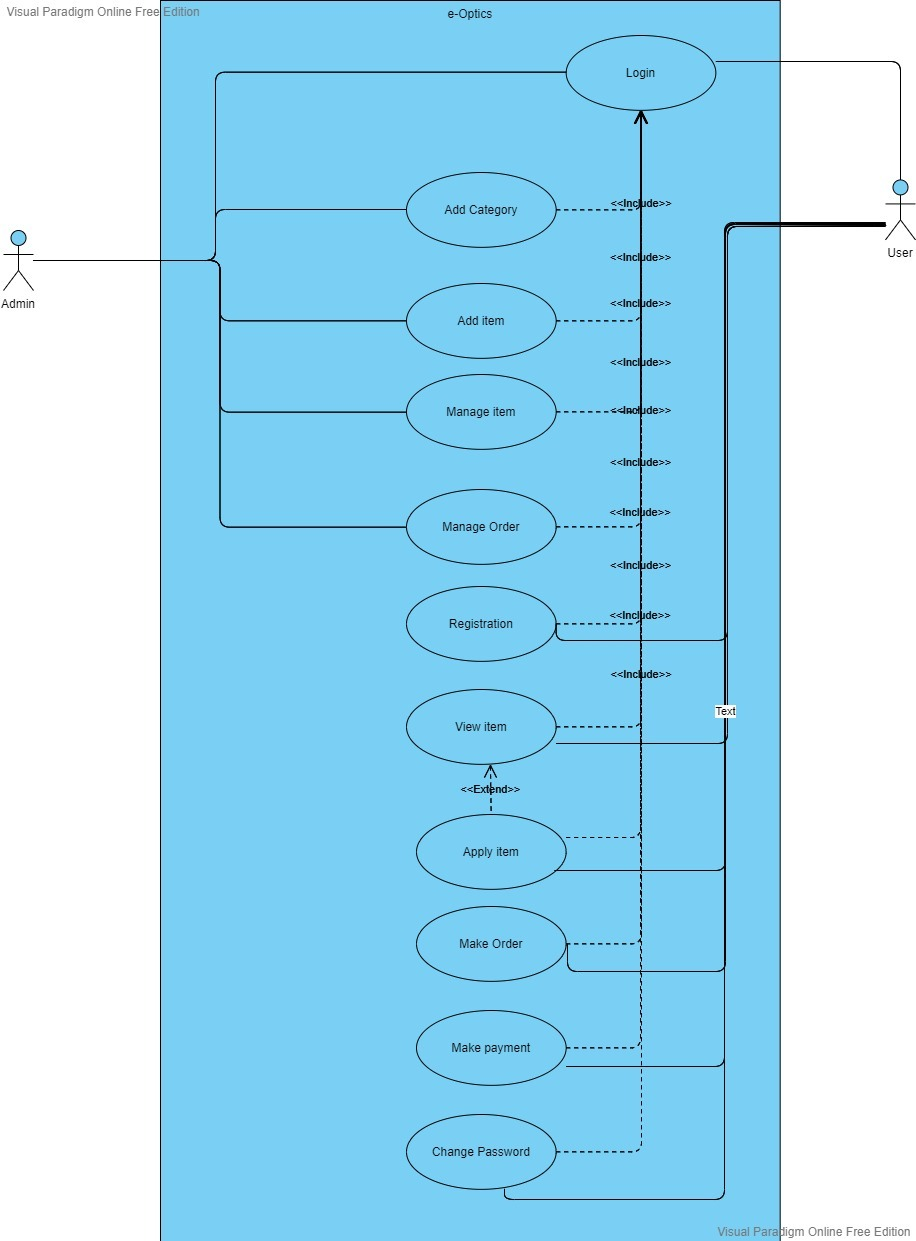 Visual Paradigm Online Free Edition
e-Optics
Login
Add Category
<<Include>>
User
<<Include>>
Admin
Add item
<<Include>>
<<Include>>
Manage item
<<Include>>
<<Include>>
Manage Order
<<Include>>
<<Include>>
Registration
<<Include>>
<<Include>>
Text
View item
<<Extend>>
Apply item
Make Order
Make payment
Change Password
Visual Paradigm Online Free Edition